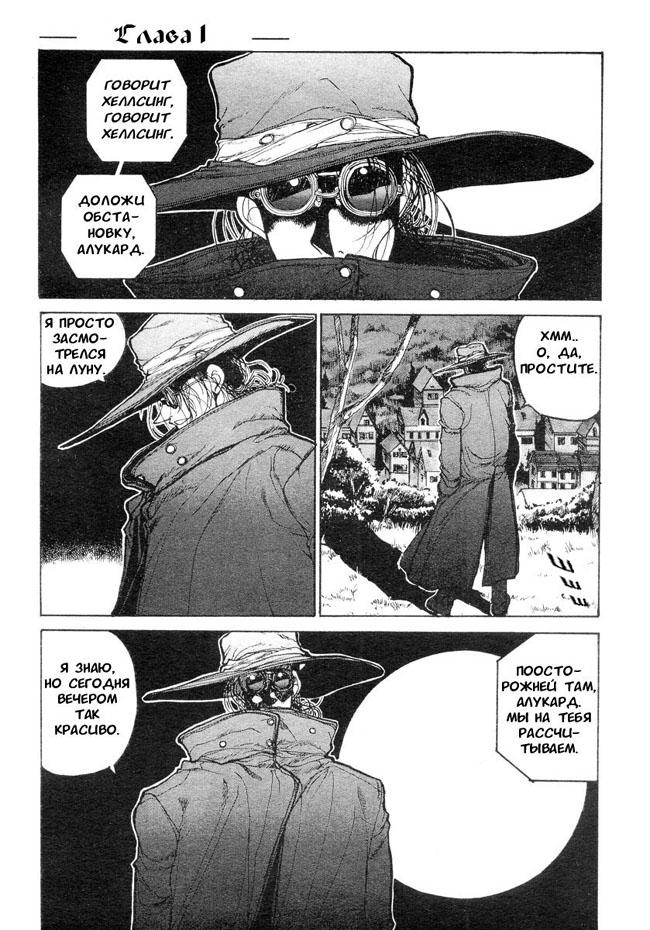 Глава 1
ГОВОРИТ
ХЕЛЛСИНГ,
ГОВОРИТ
ХЕЛЛСИНГ.
ДОЛОЖИ
ОБСТА-
НОВКУ,
АЛУКАРД.
ХММ..
О, ДА,
ПРОСТИТЕ.
Я ПРОСТО
ЗАСМО-
ТРЕЛСЯ
НА ЛУНУ.
ПООСТО-
РОЖНЕЙ ТАМ,
АЛУКАРД.
МЫ НА ТЕБЯ
РАССЧИ-
ТЫВАЕМ.
Я ЗНАЮ,
НО СЕГОДНЯ
ВЕЧЕРОМ
ТАК
КРАСИВО.